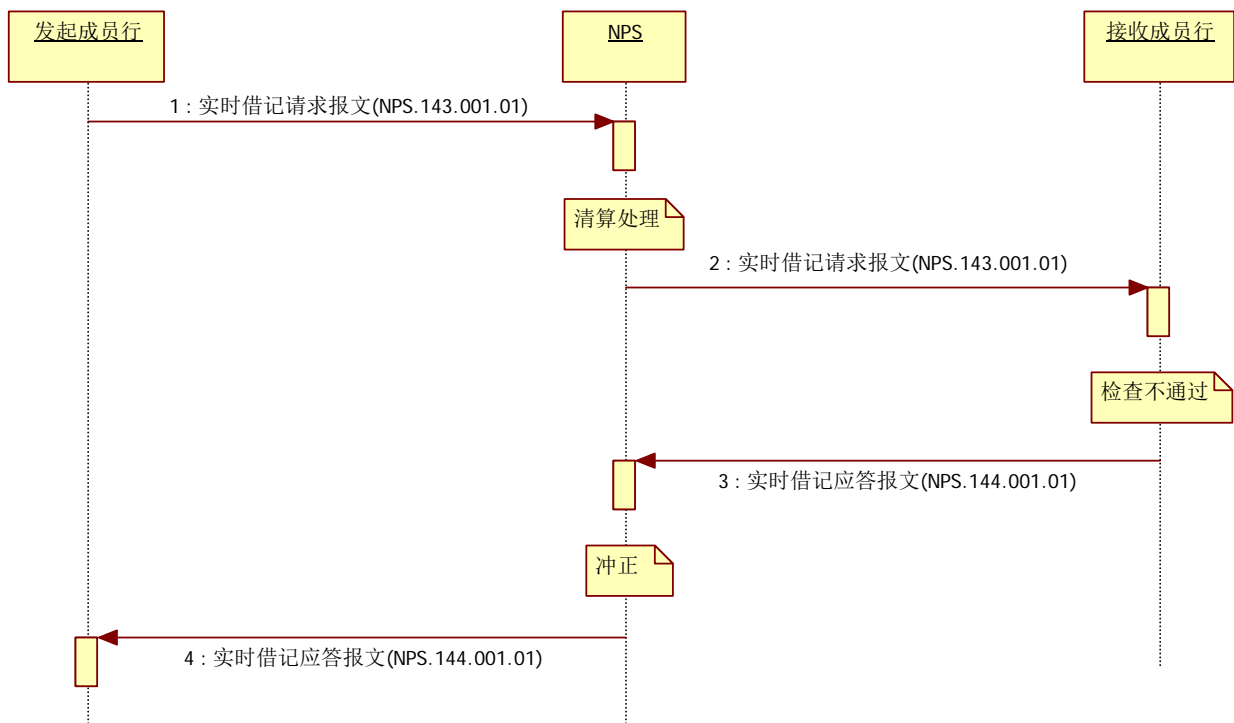 发起成员行
NPS
接收成员行
1 : 实时借记请求报文(NPS.143.001.01)
清算处理
2 : 实时借记请求报文(NPS.143.001.01)
检查不通过
3 : 实时借记应答报文(NPS.144.001.01)
冲正
4 : 实时借记应答报文(NPS.144.001.01)